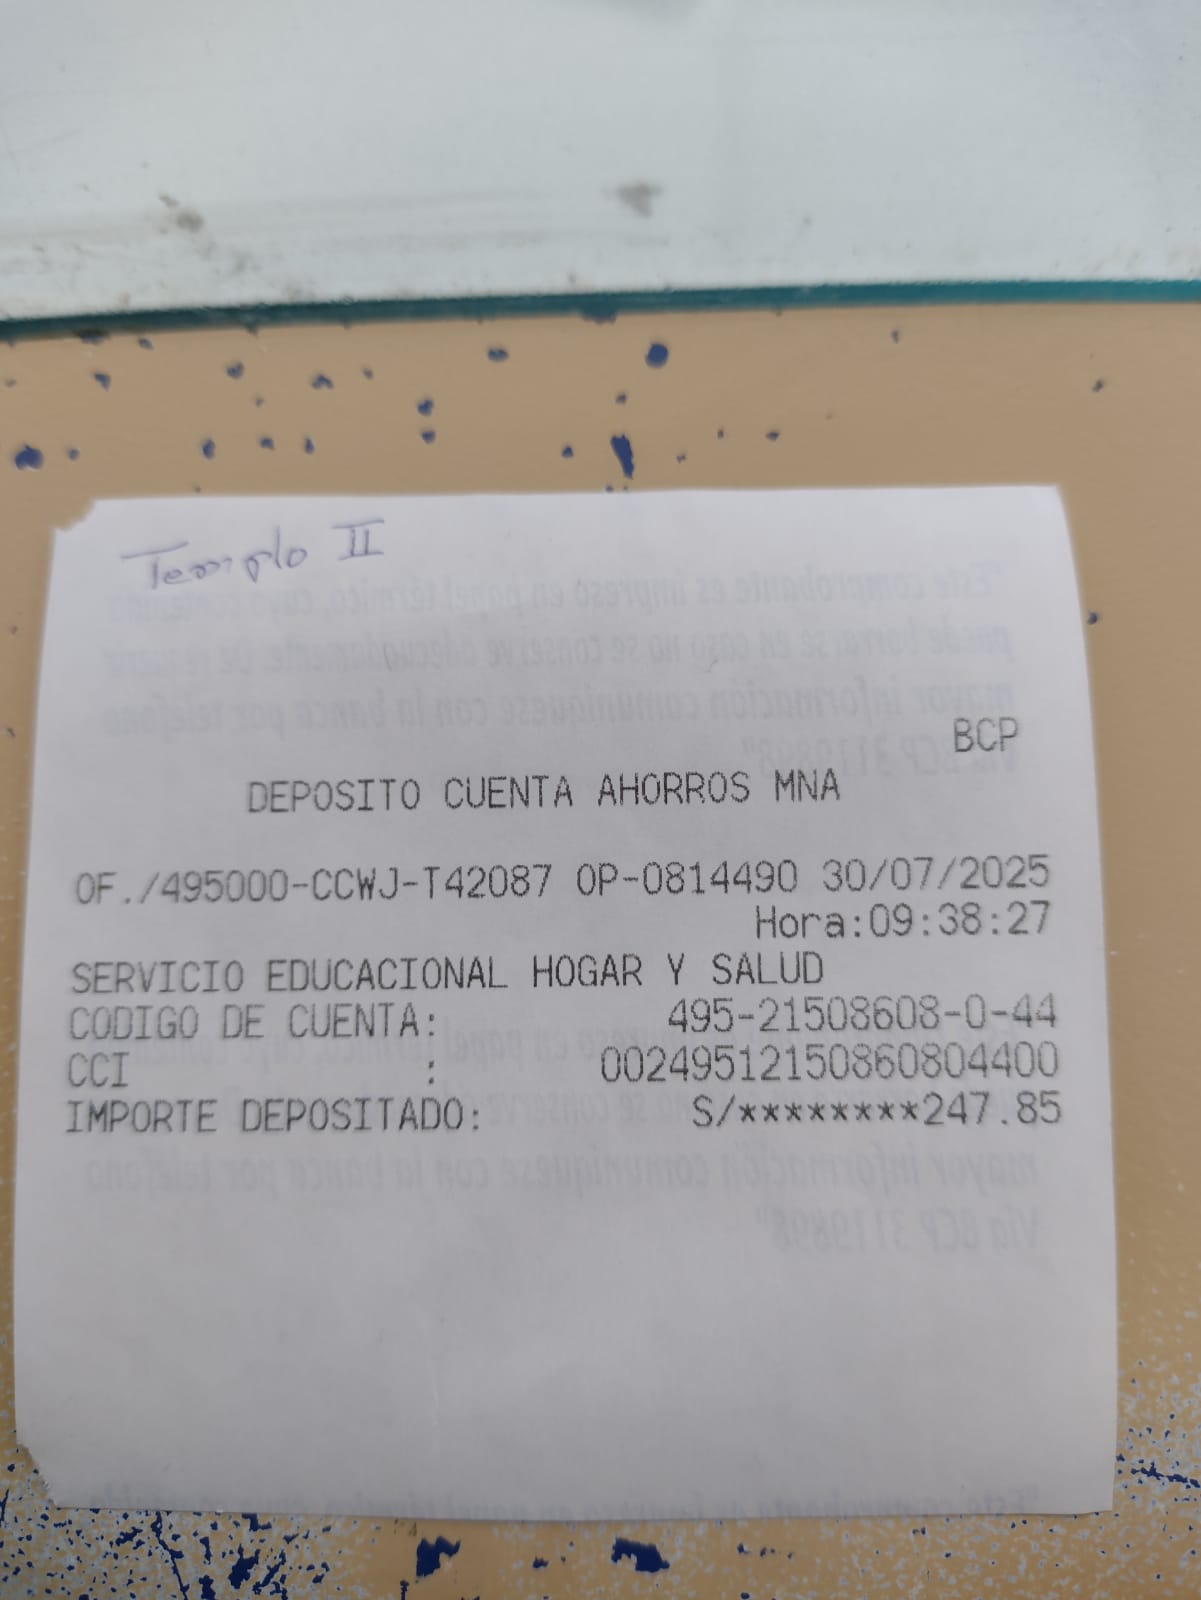 Templo II
BCP
DEPOSITO CUENTA AHORROS MNA
OF./495000-CCWJ-T42087 OP-0814490 30/07/2025
Hora:09:38:27
SERVICIO EDUCACIONAL HOGAR Y SALUD
CODIGO DE CUENTA: 495-21508608-0-44
CCI : 00249512150860804400
IMPORTE DEPOSITADO: S/********247.85